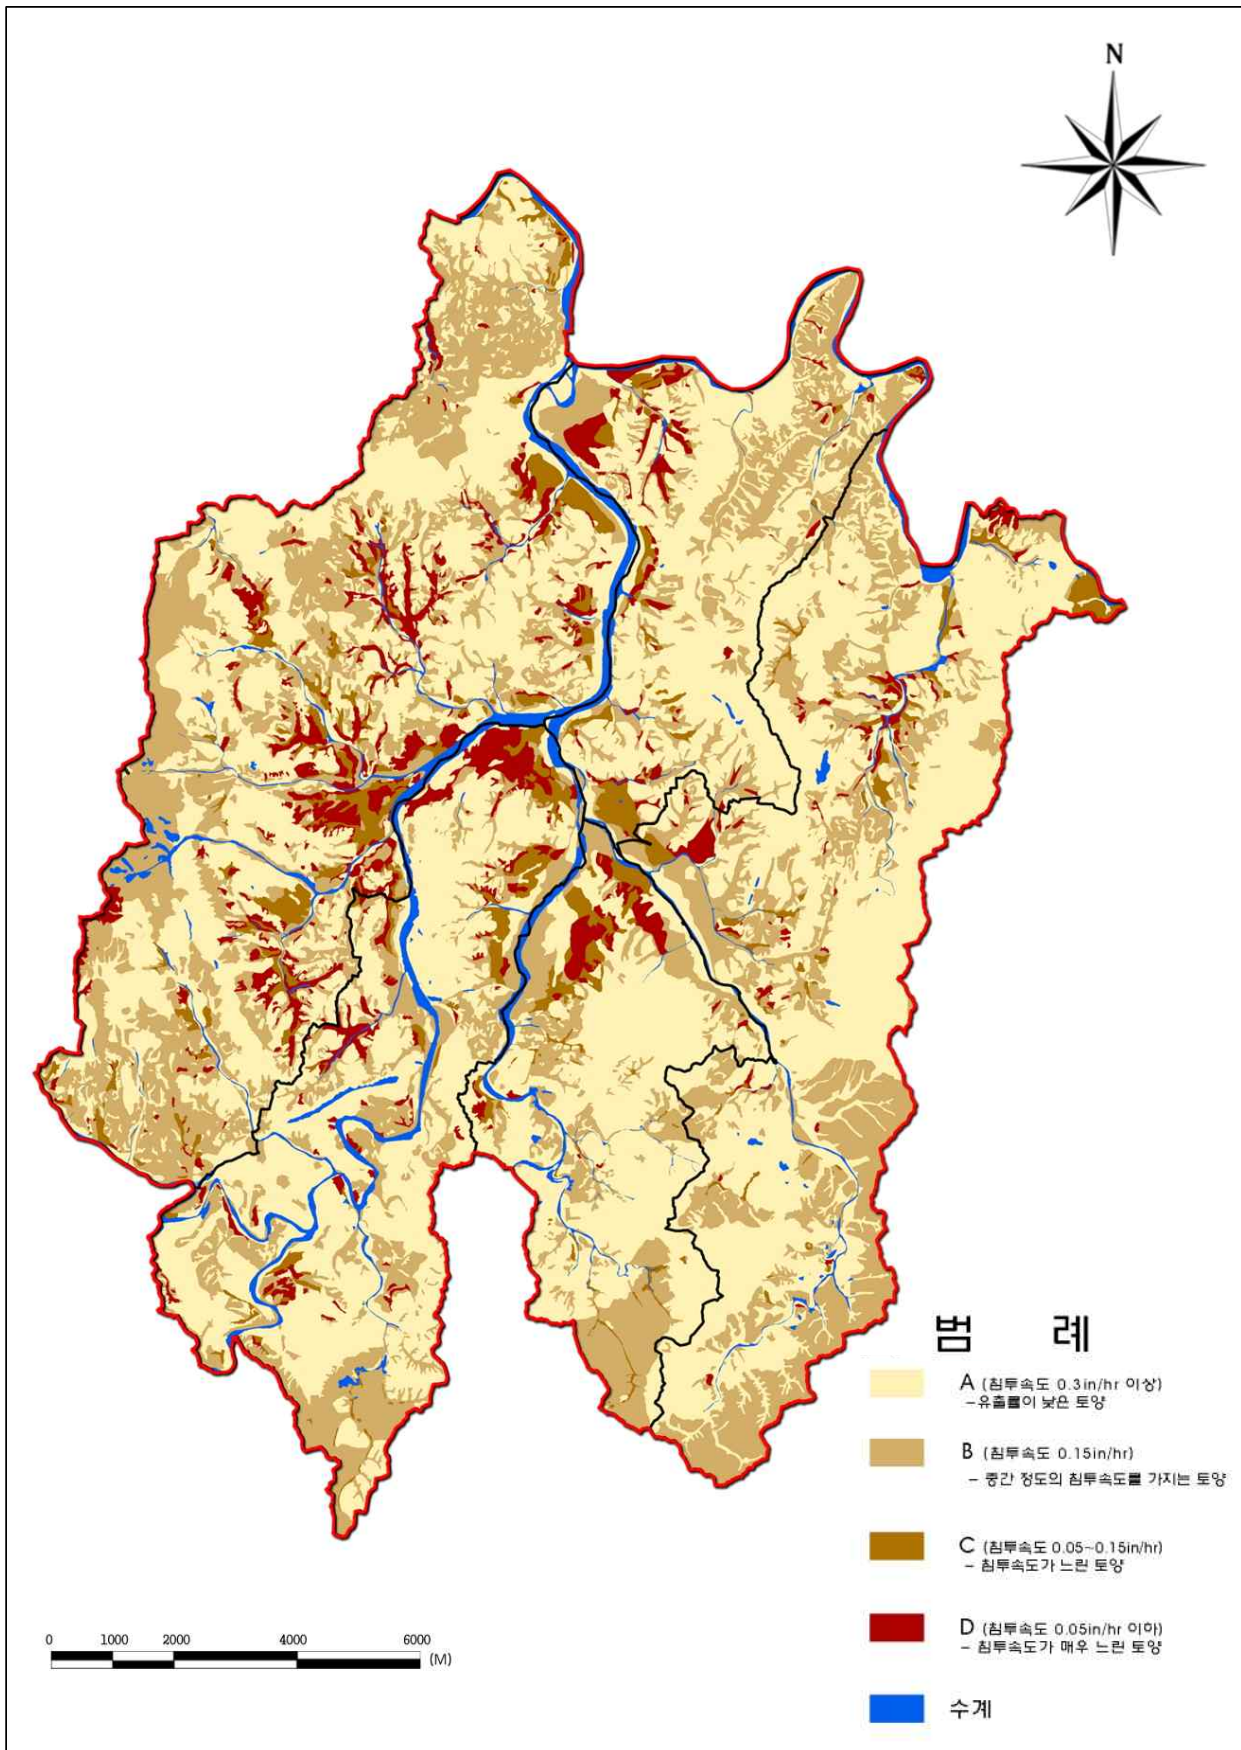 N
범 례
A (침투속도 0.3in/hr 이상)
-유출률이 낮은 토양
B (침투속도 0.15in/hr)
- 중간 정도의 침투속도를 가지는 토양
C (침투속도 0.05~0.15in/hr)
- 침투속도가 느린 토양
D (침투속도 0.05in/hr 이하)
- 침투속도가 매우 느린 토양
수계
0 1000 2000 4000 6000
(M)